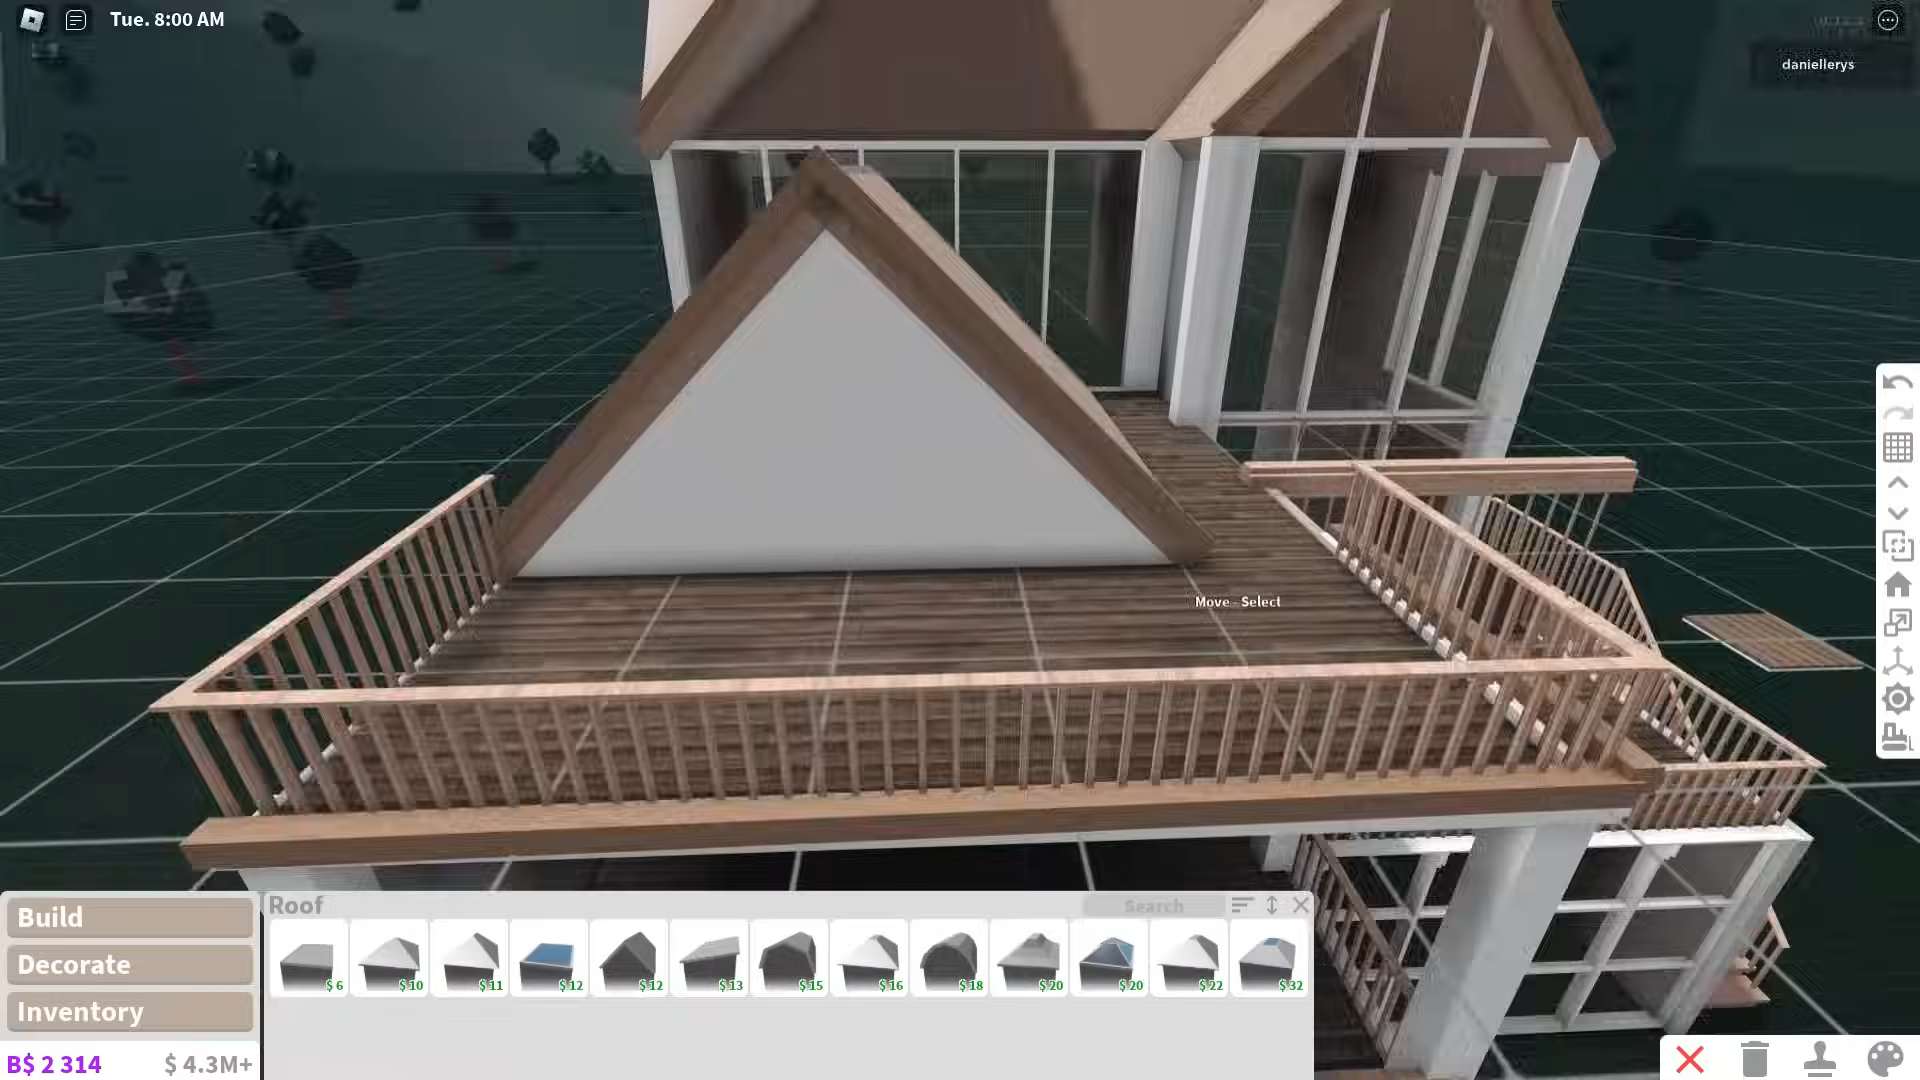 Tue. 8:00 AM
daniellerys
Move - Select
Build
Decorate
Inventory
B$ 2 314
$ 4.3M+
Roof
Search
$ 6
$ 10
$ 11
$ 12
$ 12
$ 13
$ 15
$ 16
$ 18
$ 20
$ 20
$ 22
$ 32